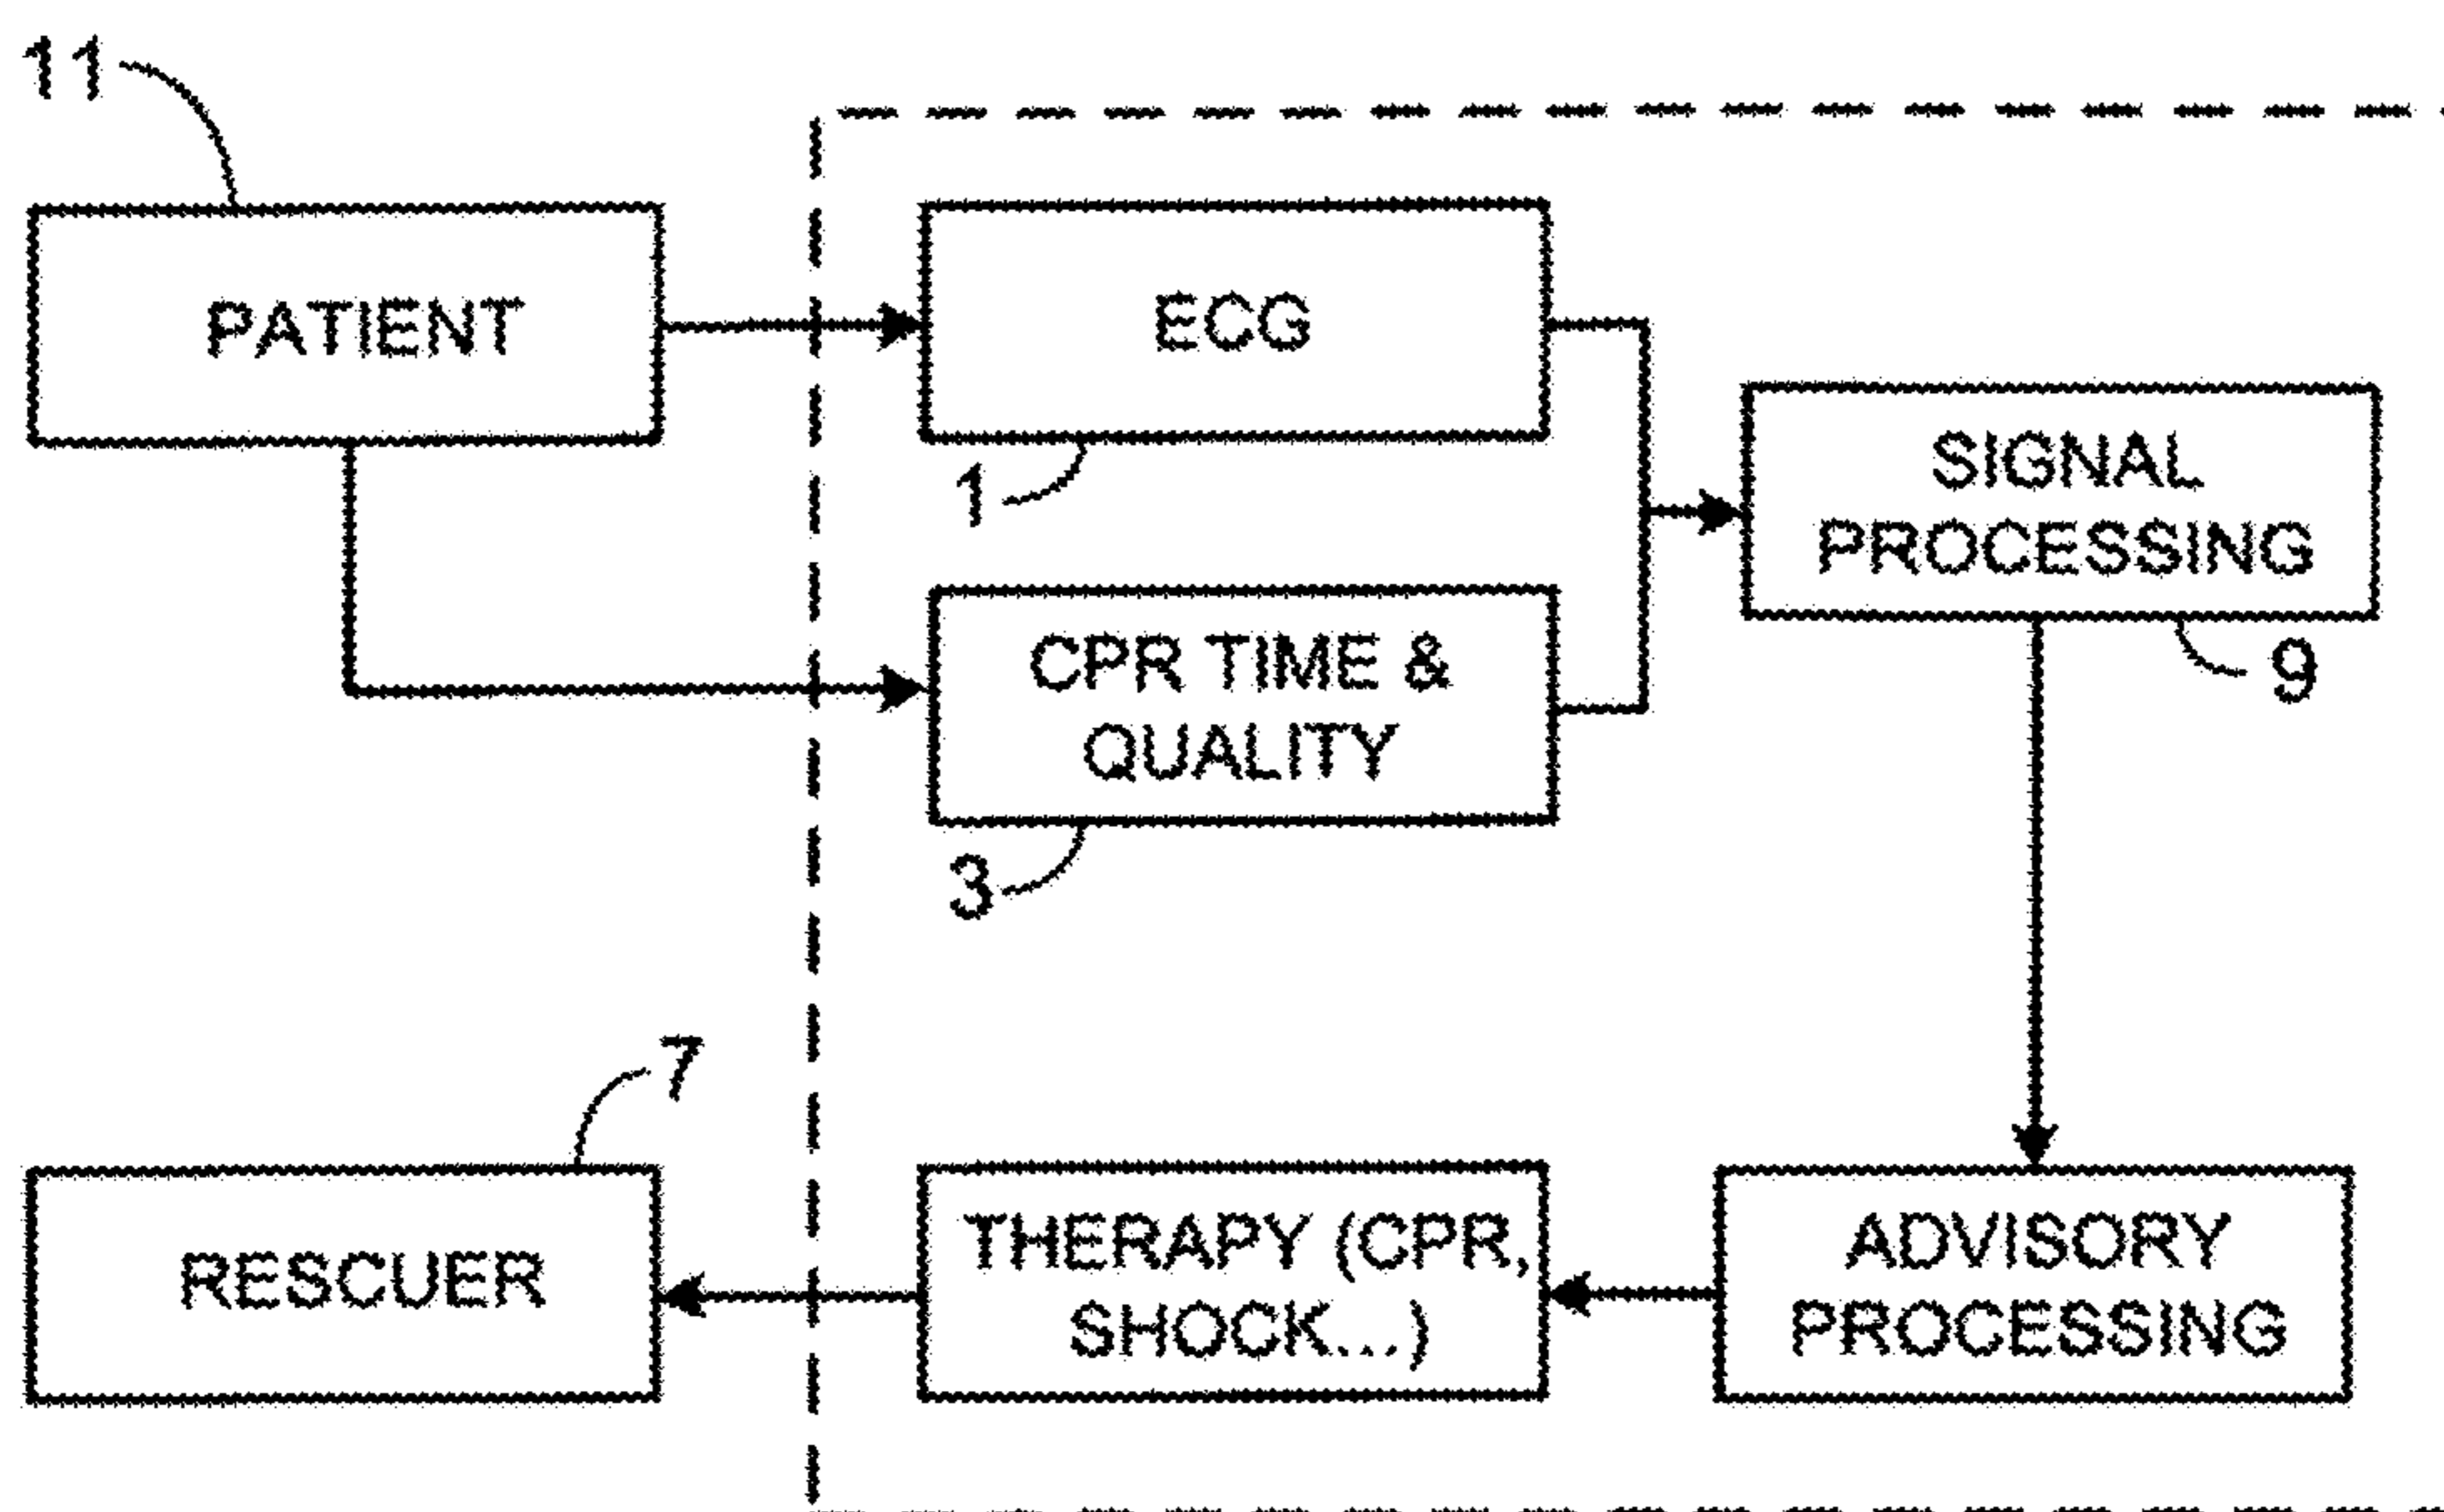 11
PATIENT
ECG
1
SIGNAL
PROCESSING
9
CPR TIME &
QUALITY
3
7
RESCUER
THERAPY (CPR,
SHOCK...)
ADVISORY
PROCESSING